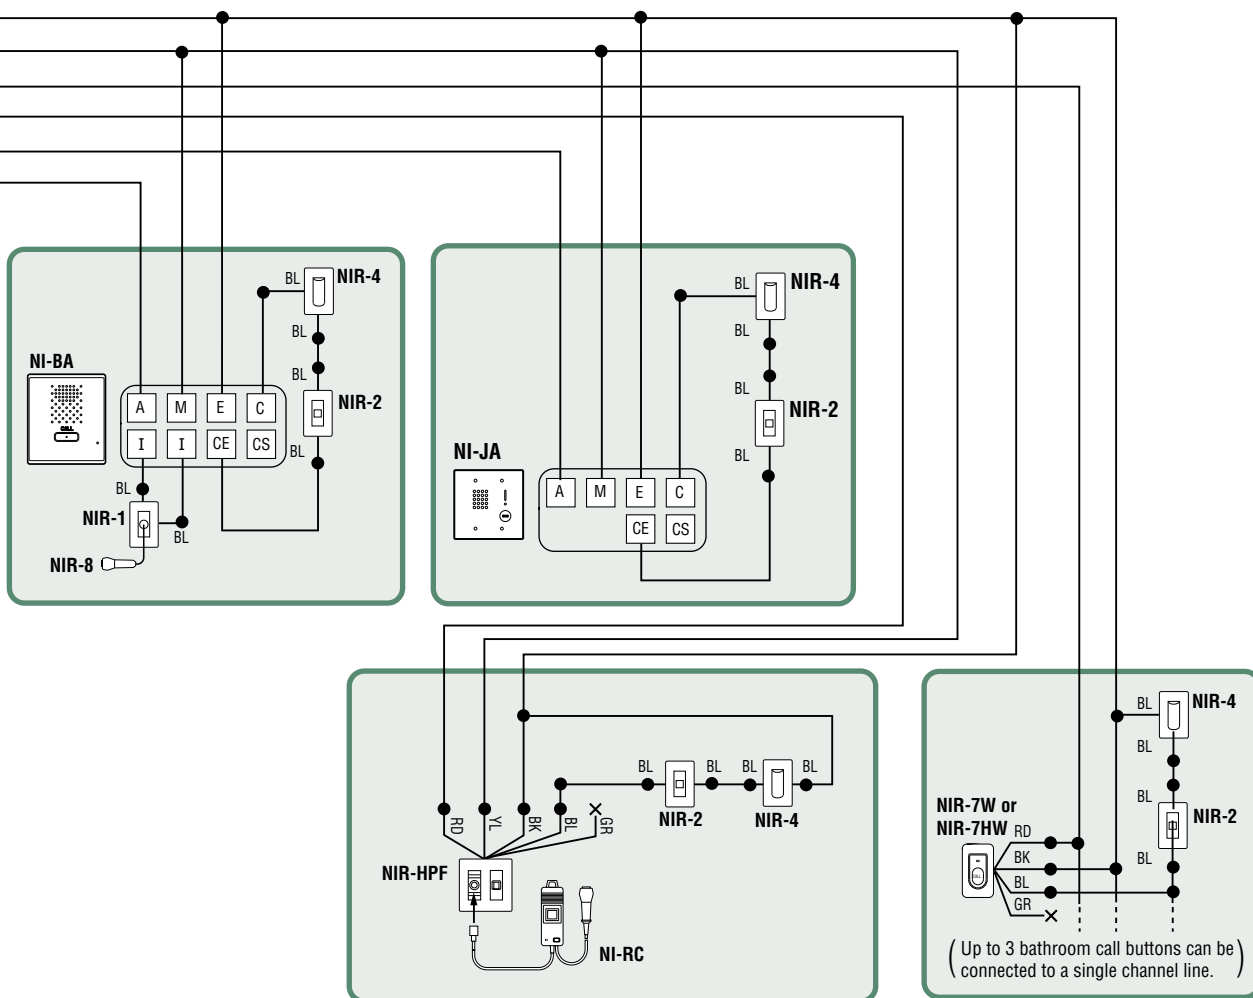 NI-BA
BL
NIR-4
BL
BL
NIR-2
BL
CALL
A M E C
I I CE CS
BL
NIR-1
BL
NIR-8
NI-JA
BL
NIR-4
BL
BL
NIR-2
BL
A M E C
CE CS
RD
YL
BK
BL
GR
BL
BL
BL
BL
NIR-2
NIR-4
NIR-HPF
NI-RC
BL
NIR-4
BL
BL
NIR-2
BL
NIR-7W or
NIR-7HW
RD
BK
BL
GR
CALL
(Up to 3 bathroom call buttons can be
connected to a single channel line.)